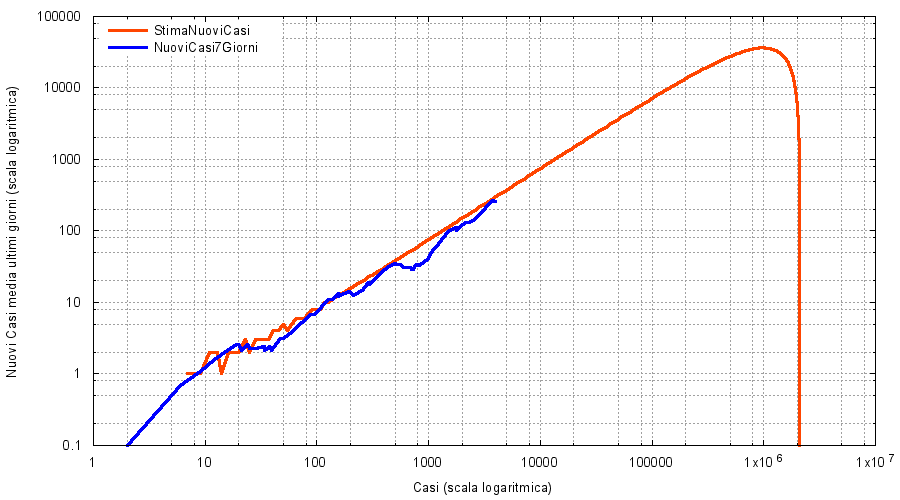 100000
10000
1000
100
10
1
0.1
StimaNuoviCasi
NuoviCasi7Giorni
Nuovi Casi media ultimi giorni (scala logaritmica)
1 10 100 1000 10000 100000 1x10^6 1x10^7
Casi (scala logaritmica)